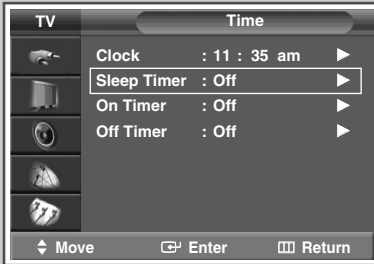 TV Time
Clock : 11 : 35 am
Sleep Timer : Off
On Timer : Off
Off Timer : Off
Move Enter Return